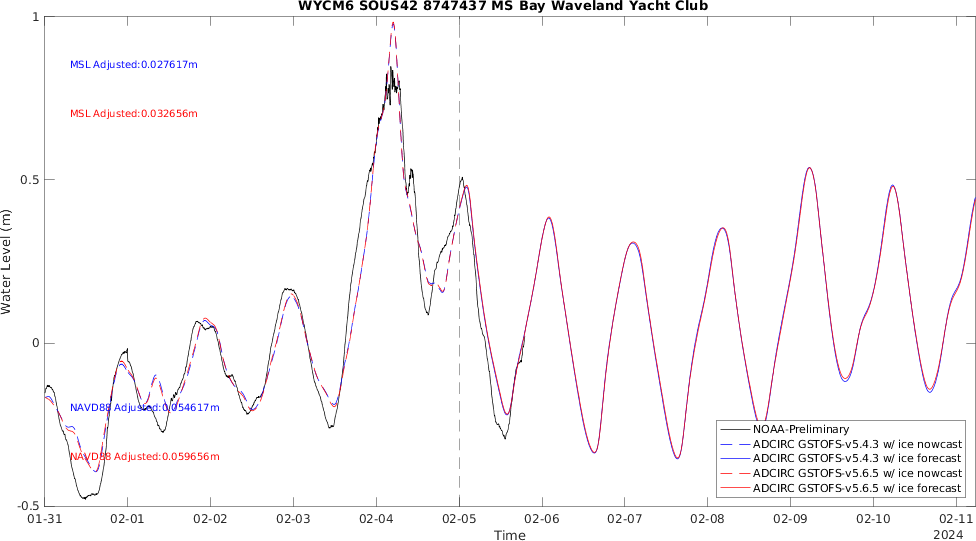 WYCM6 SOUS42 8747437 MS Bay Waveland Yacht Club
1
MSL Adjusted:0.027617m
MSL Adjusted:0.032656m
0.5
Water Level (m)
0
NAVD88 Adjusted:0.054617m
NAVD88 Adjusted:0.059656m
NOAA-Preliminary
ADCIRC GSTOFS-v5.4.3 w/ ice nowcast
ADCIRC GSTOFS-v5.4.3 w/ ice forecast
ADCIRC GSTOFS-v5.6.5 w/ ice nowcast
ADCIRC GSTOFS-v5.6.5 w/ ice forecast
-0.5
01-31 02-01 02-02 02-03 02-04 02-05 02-06 02-07 02-08 02-09 02-10 02-11
Time
2024